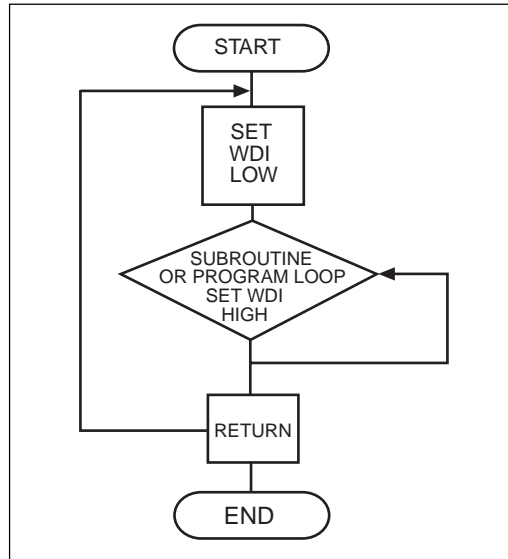 START
SET
WDI
LOW
SUBROUTINE
OR PROGRAM LOOP
SET WDI
HIGH
RETURN
END